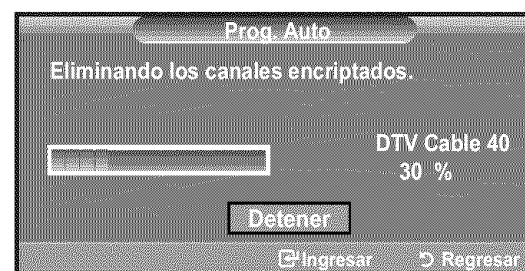 Prog. Auto
Eliminando los canales encriptados.
DTV Cable 40
30 %
Detener
Ingresar Regresar